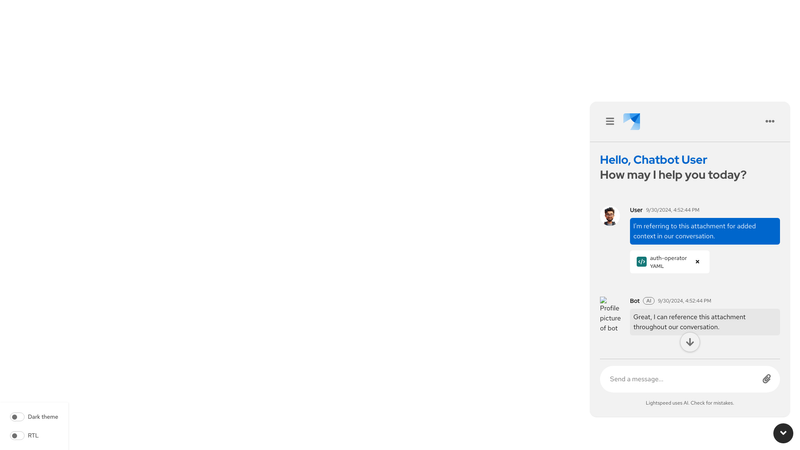 Hello, Chatbot User
How may I help you today?
User 9/30/2024, 4:52:44 PM
I'm referring to this attachment for added
context in our conversation.
auth-operator
YAML
Profile
picture
of bot
Bot AI 9/30/2024, 4:52:44 PM
Great, I can reference this attachment
throughout our conversation.
Send a message...
Lightspeed uses AI. Check for mistakes.
Dark theme
RTL